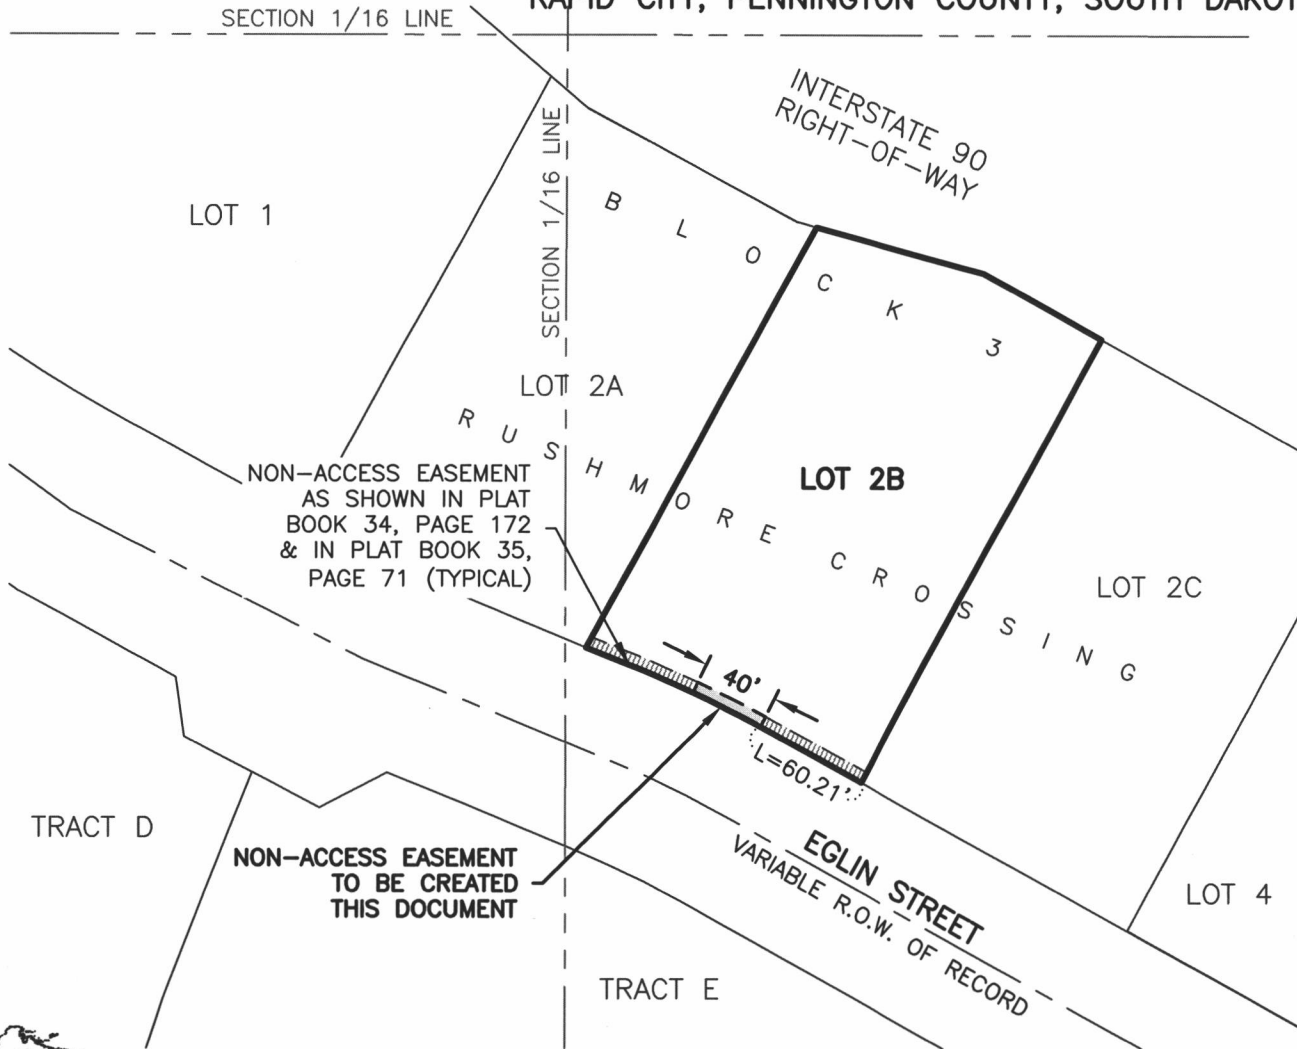 RAPID CITY, PENNINGTON COUNTY, SOUTH
SECTION 1/16 LINE
INTERSTATE 90
RIGHT-OF-WAY
SECTION 1/16 LINE
LOT 1
BLOCK 3
LOT 2A
RUSHMORE CROSSING
LOT 2B
NON-ACCESS EASEMENT
AS SHOWN IN PLAT
BOOK 34, PAGE 172
& IN PLAT BOOK 35,
PAGE 71 (TYPICAL)
LOT 2C
40'
L=60.21'
TRACT D
NON-ACCESS EASEMENT
TO BE CREATED
THIS DOCUMENT
EGLIN STREET
VARIABLE R.O.W. OF RECORD
LOT 4
TRACT E